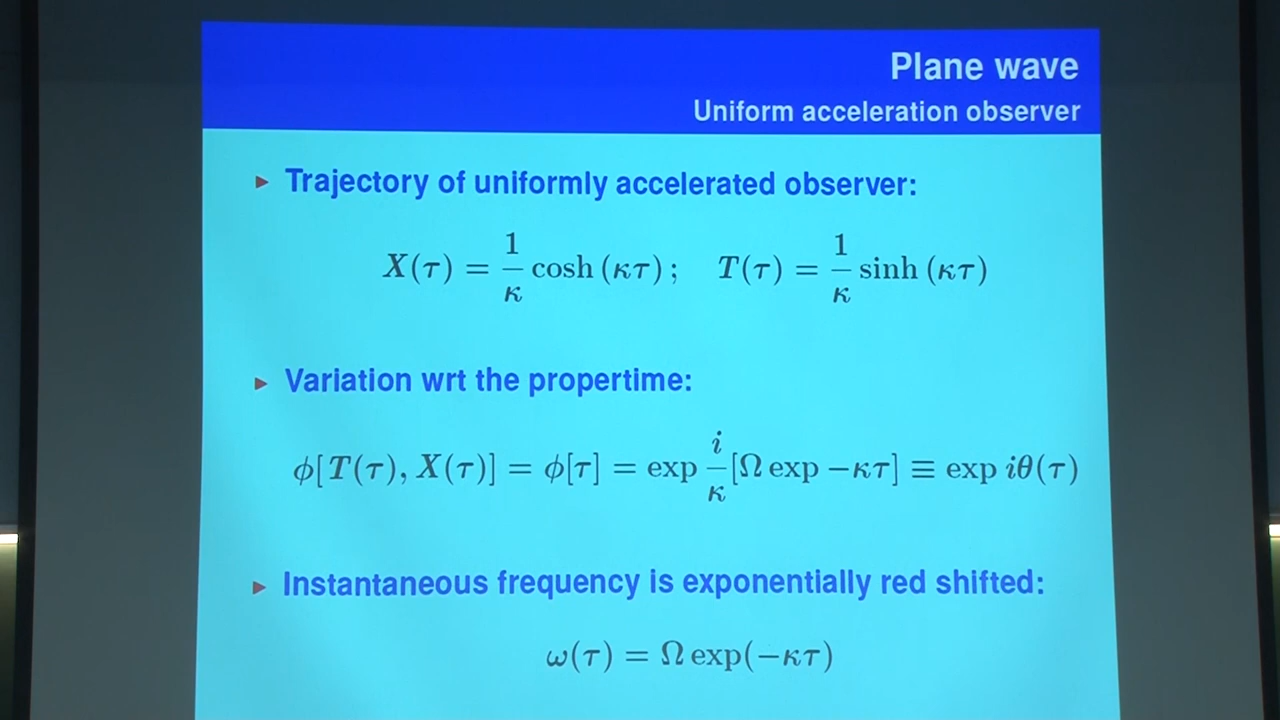 Plane wave
Uniform acceleration observer
▶ Trajectory of uniformly accelerated observer:
X(τ) = 1/κ cosh (κτ) ; T(τ) = 1/κ sinh (κτ)
▶ Variation wrt the propertime:
ϕ[T(τ), X(τ)] = ϕ[τ] = exp i/κ [Ω exp −κτ] ≡ exp iθ(τ)
▶ Instantaneous frequency is exponentially red shifted:
ω(τ) = Ω exp(−κτ)